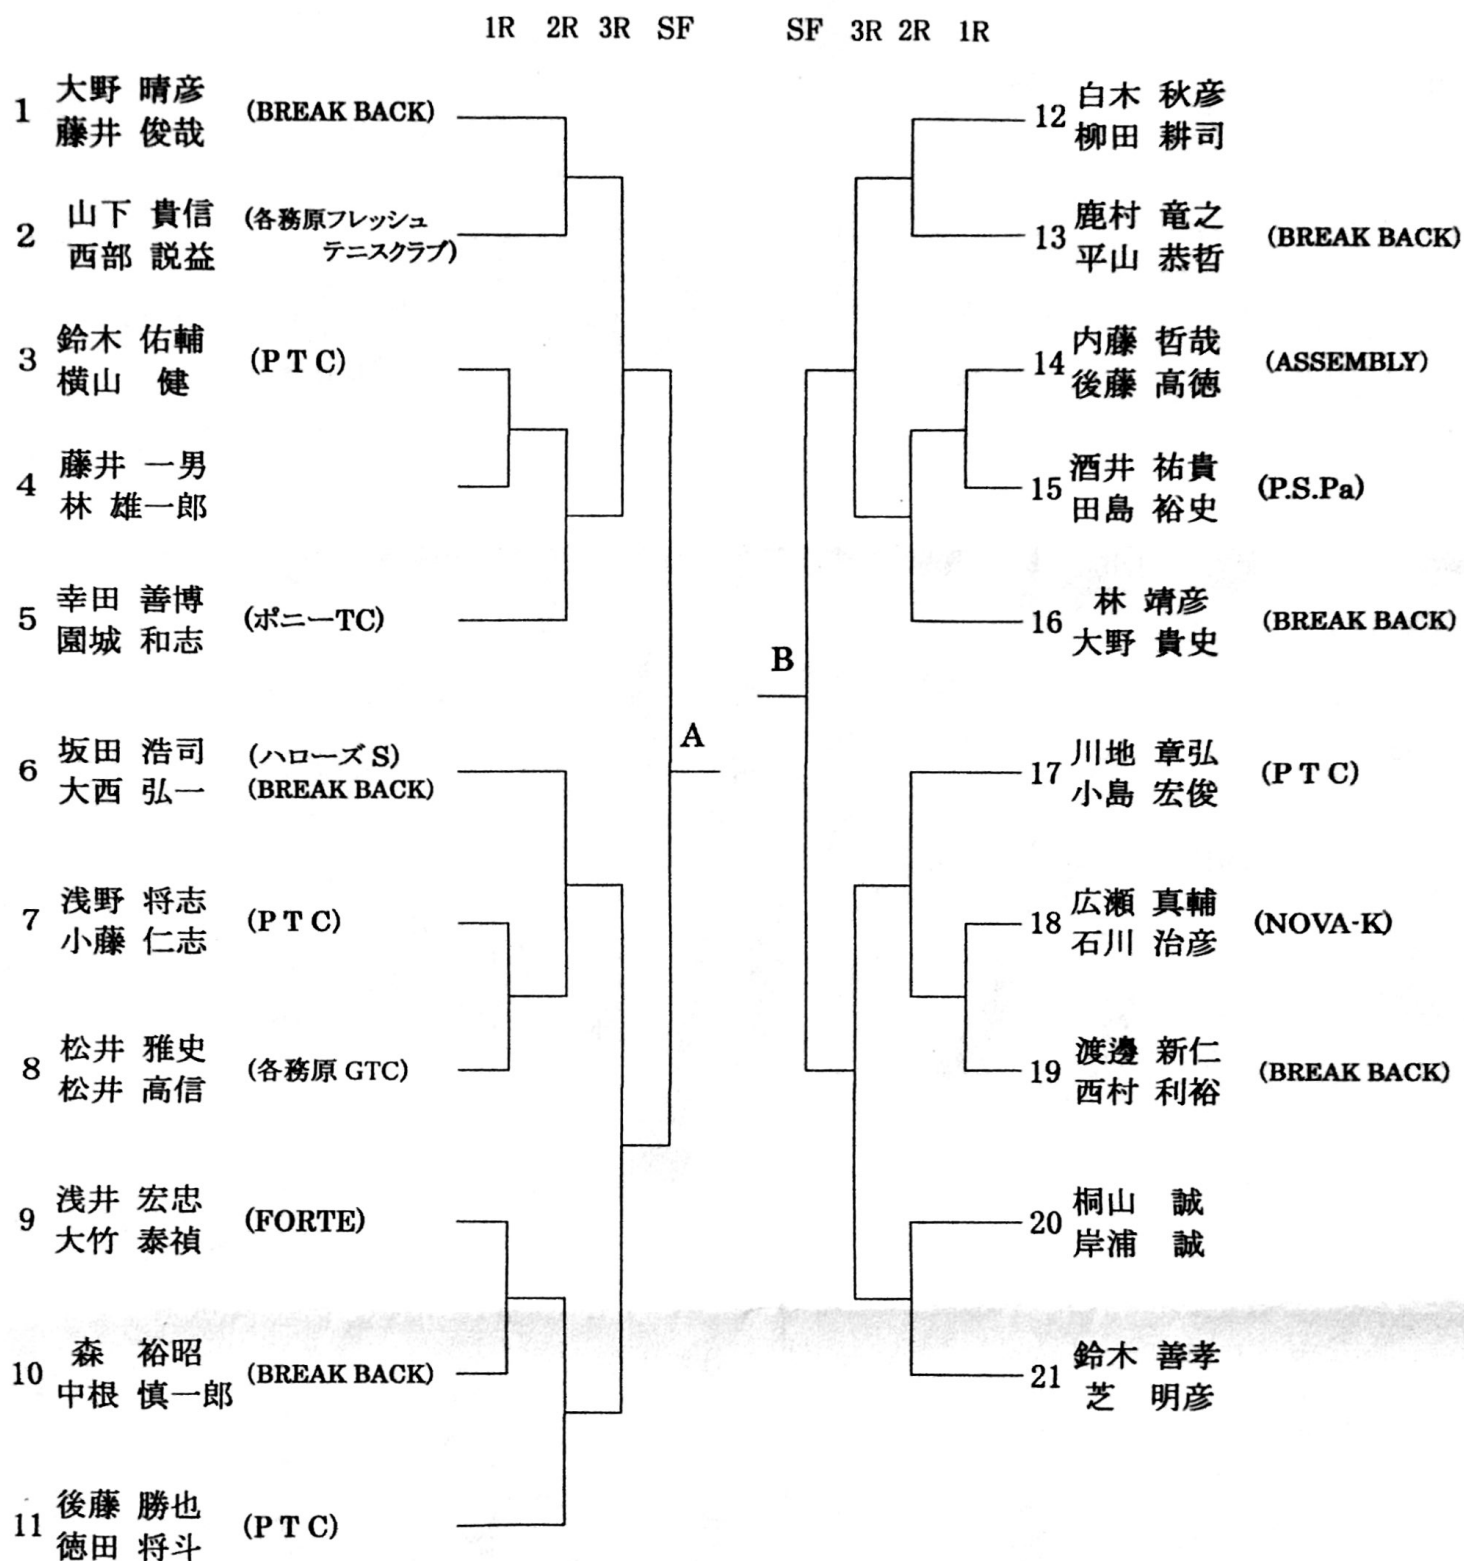 1R 2R 3R SF SF 3R 2R 1R
1 大野 晴彦 (BREAK BACK)
藤井 俊哉
2 山下 貴信 (各務原フレッシュ
西部 説益 テニスクラブ)
3 鈴木 佑輔 (P T C)
横山 健
4 藤井 一男
林 雄一郎
5 幸田 善博 (ポニーTC)
園城 和志
6 坂田 浩司 (ハローズ S)
大西 弘一 (BREAK BACK)
7 浅野 将志 (P T C)
小藤 仁志
8 松井 雅史 (各務原 GTC)
松井 高信
9 浅井 宏忠 (FORTE)
大竹 泰禎
10 森 裕昭 (BREAK BACK)
中根 慎一郎
11 後藤 勝也 (P T C)
徳田 将斗
A
B
12 白木 秋彦
柳田 耕司
13 鹿村 竜之 (BREAK BACK)
平山 恭哲
14 内藤 哲哉 (ASSEMBLY)
後藤 高徳
15 酒井 祐貴 (P.S.Pa)
田島 裕史
16 林 靖彦 (BREAK BACK)
大野 貴史
17 川地 章弘 (P T C)
小島 宏俊
18 広瀬 真輔 (NOVA-K)
石川 治彦
19 渡邊 新仁 (BREAK BACK)
西村 利裕
20 桐山 誠
岸浦 誠
21 鈴木 善孝
芝 明彦